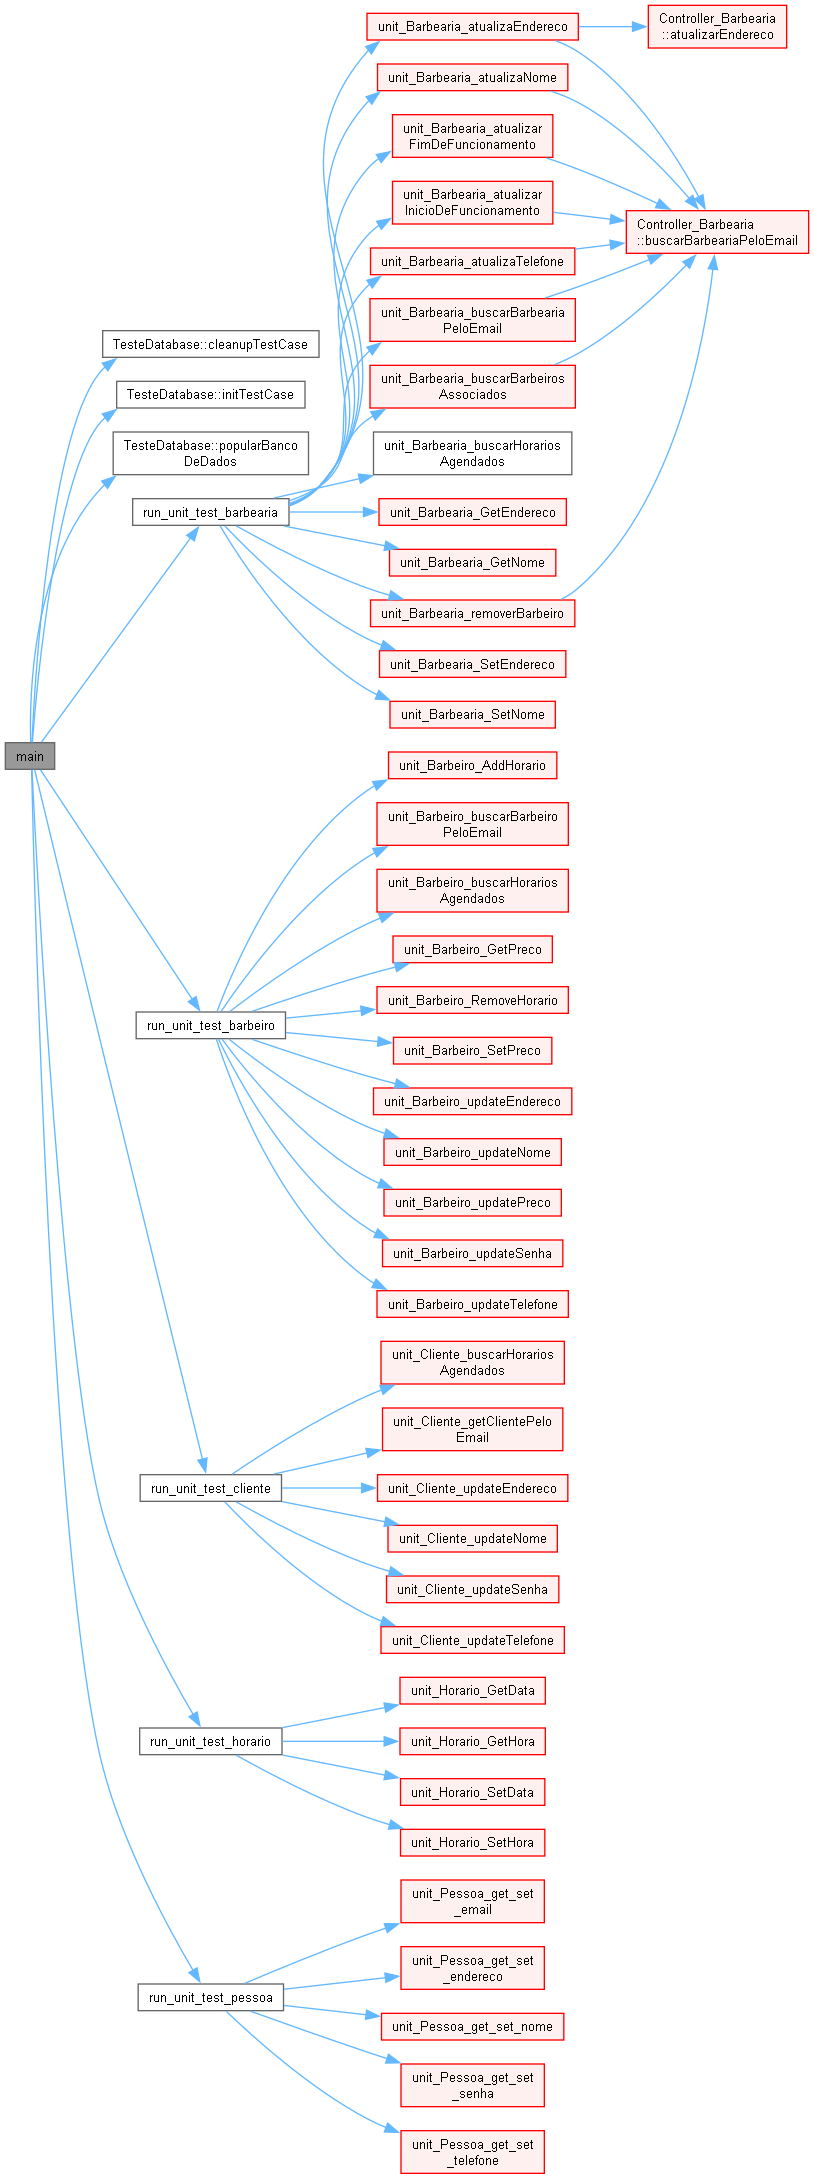 main
TesteDatabase::cleanupTestCase
TesteDatabase::initTestCase
TesteDatabase::popularBanco
DeDados
run_unit_test_barbearia
unit_Barbearia_atualizaEndereco
Controller_Barbearia
::atualizarEndereco
unit_Barbearia_atualizaNome
unit_Barbearia_atualizar
FimDeFuncionamento
unit_Barbearia_atualizar
InicioDeFuncionamento
Controller_Barbearia
::buscarBarbeariaPeloEmail
unit_Barbearia_atualizaTelefone
unit_Barbearia_buscarBarbearia
PeloEmail
unit_Barbearia_buscarBarbeiros
Associados
unit_Barbearia_buscarHorarios
Agendados
unit_Barbearia_GetEndereco
unit_Barbearia_GetNome
unit_Barbearia_removerBarbeiro
unit_Barbearia_SetEndereco
unit_Barbearia_SetNome
run_unit_test_barbeiro
unit_Barbeiro_AddHorario
unit_Barbeiro_buscarBarbeiro
PeloEmail
unit_Barbeiro_buscarHorarios
Agendados
unit_Barbeiro_GetPreco
unit_Barbeiro_RemoveHorario
unit_Barbeiro_SetPreco
unit_Barbeiro_updateEndereco
unit_Barbeiro_updateNome
unit_Barbeiro_updatePreco
unit_Barbeiro_updateSenha
unit_Barbeiro_updateTelefone
run_unit_test_cliente
unit_Cliente_buscarHorarios
Agendados
unit_Cliente_getClientePelo
Email
unit_Cliente_updateEndereco
unit_Cliente_updateNome
unit_Cliente_updateSenha
unit_Cliente_updateTelefone
run_unit_test_horario
unit_Horario_GetData
unit_Horario_GetHora
unit_Horario_SetData
unit_Horario_SetHora
run_unit_test_pessoa
unit_Pessoa_get_set
_email
unit_Pessoa_get_set
_endereco
unit_Pessoa_get_set_nome
unit_Pessoa_get_set
_senha
unit_Pessoa_get_set
_telefone